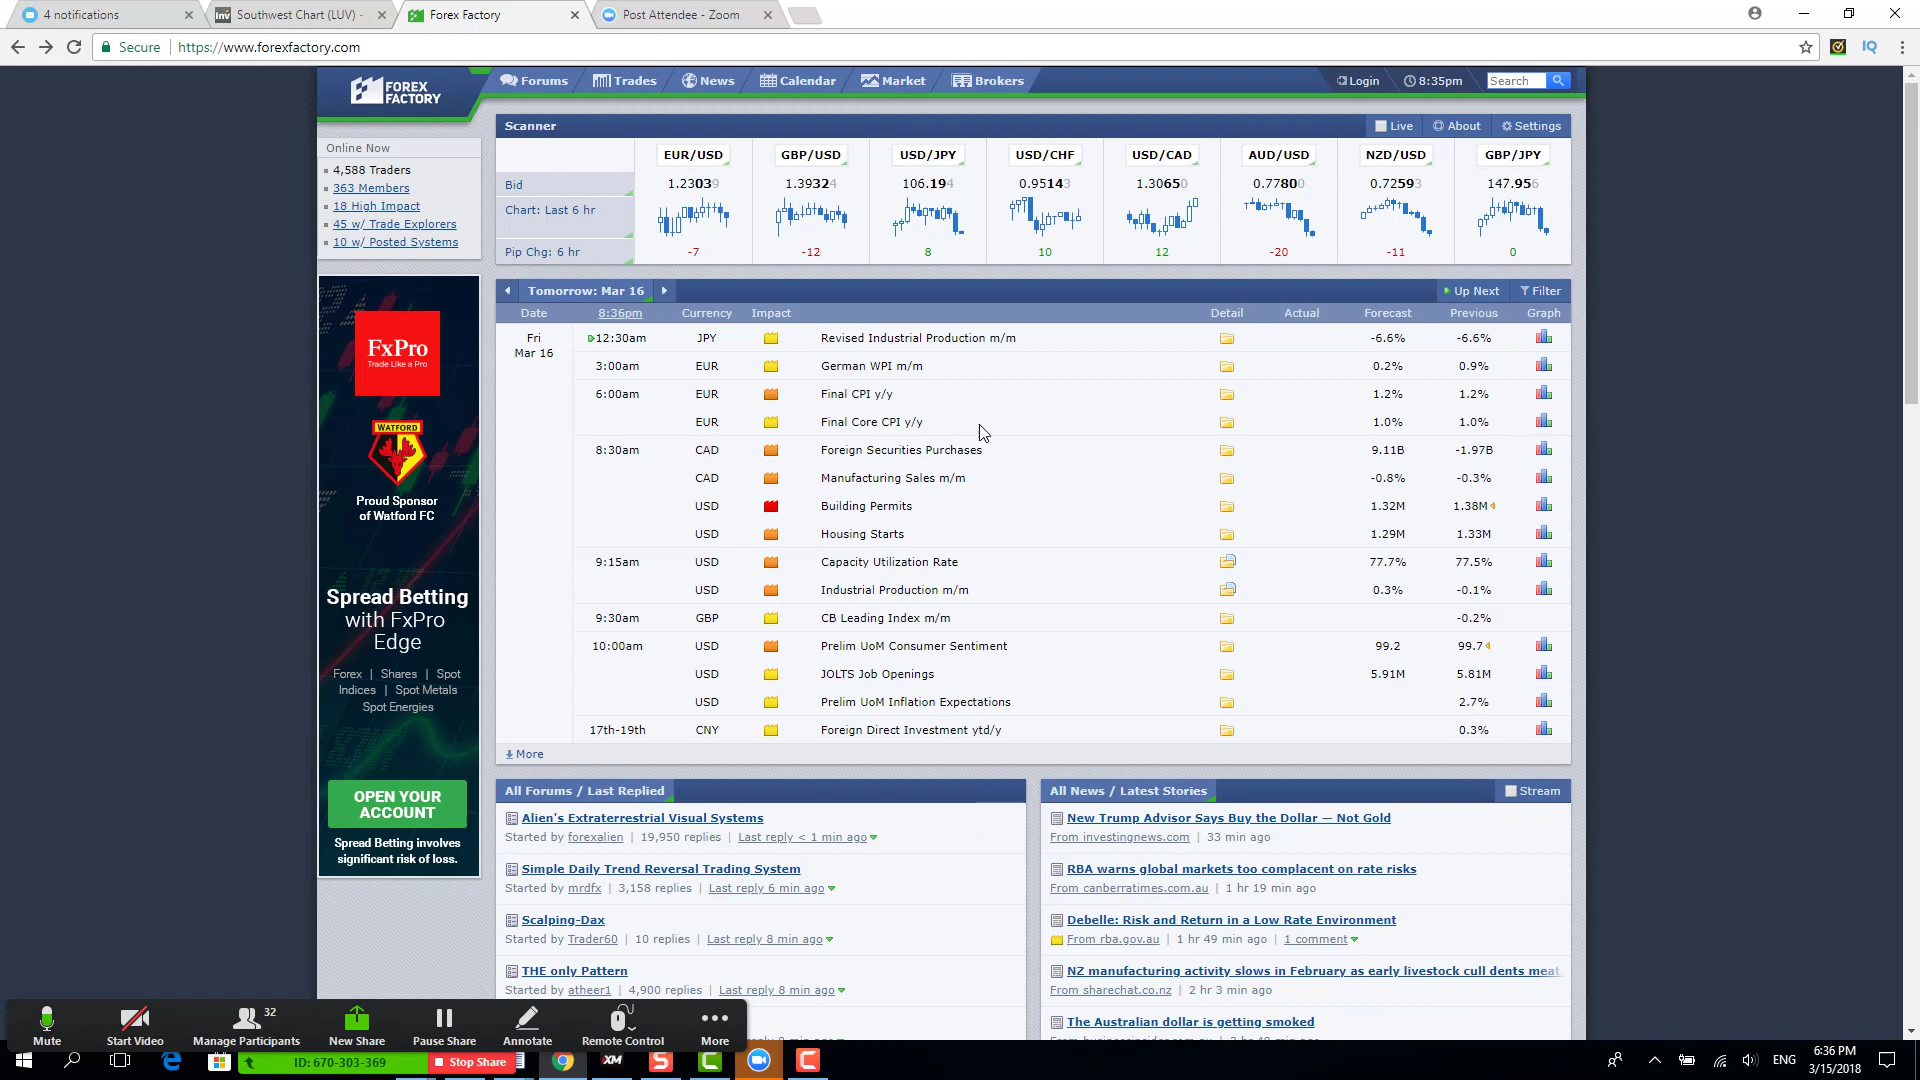 4 notifications
Southwest Chart (LUV) -
Forex Factory
Post Attendee - Zoom
Secure | https://www.forexfactory.com
IQ
FOREX FACTORY
Forums
Trades
News
Calendar
Market
Brokers
Login
8:35pm
Search
Online Now
4,588 Traders
363 Members
18 High Impact
45 w/ Trade Explorers
10 w/ Posted Systems
Scanner
Live
About
Settings
EUR/USD GBP/USD USD/JPY USD/CHF USD/CAD AUD/USD NZD/USD GBP/JPY
Bid 1.23039 1.39324 106.194 0.95143 1.30650 0.77800 0.72593 147.956
Chart: Last 6 hr
Pip Chg: 6 hr -7 -12 8 10 12 -20 -11 0
Tomorrow: Mar 16
Up Next
Filter
Date 8:36pm Currency Impact Detail Actual Forecast Previous Graph
Fri 12:30am JPY Revised Industrial Production m/m -6.6% -6.6%
Mar 16
3:00am EUR German WPI m/m 0.2% 0.9%
6:00am EUR Final CPI y/y 1.2% 1.2%
EUR Final Core CPI y/y 1.0% 1.0%
8:30am CAD Foreign Securities Purchases 9.11B -1.97B
CAD Manufacturing Sales m/m -0.8% -0.3%
USD Building Permits 1.32M 1.38M
USD Housing Starts 1.29M 1.33M
9:15am USD Capacity Utilization Rate 77.7% 77.5%
USD Industrial Production m/m 0.3% -0.1%
9:30am GBP CB Leading Index m/m -0.2%
10:00am USD Prelim UoM Consumer Sentiment 99.2 99.7
USD JOLTS Job Openings 5.91M 5.81M
USD Prelim UoM Inflation Expectations 2.7%
17th-19th CNY Foreign Direct Investment ytd/y 0.3%
More
FxPro
Trade Like a Pro
WATFORD
Proud Sponsor
of Watford FC
Spread Betting
with FxPro
Edge
Forex | Shares | Spot
Indices | Spot Metals
Spot Energies
OPEN YOUR
ACCOUNT
Spread Betting involves
significant risk of loss.
All Forums / Last Replied
Alien's Extraterrestrial Visual Systems
Started by forexalien | 19,950 replies | Last reply < 1 min ago
Simple Daily Trend Reversal Trading System
Started by mrdfx | 3,158 replies | Last reply 6 min ago
Scalping-Dax
Started by Trader60 | 10 replies | Last reply 8 min ago
THE only Pattern
Started by atheer1 | 4,900 replies | Last reply 8 min ago
All News / Latest Stories
Stream
New Trump Advisor Says Buy the Dollar — Not Gold
From investingnews.com | 33 min ago
RBA warns global markets too complacent on rate risks
From canberratimes.com.au | 1 hr 19 min ago
Debelle: Risk and Return in a Low Rate Environment
From rba.gov.au | 1 hr 49 min ago | 1 comment
NZ manufacturing activity slows in February as early livestock cull dents meat
From sharechat.co.nz | 2 hr 3 min ago
The Australian dollar is getting smoked
Mute
Start Video
32
Manage Participants
New Share
Pause Share
Annotate
Remote Control
More
ID: 670-303-369
Stop Share
XM
ENG
6:36 PM
3/15/2018